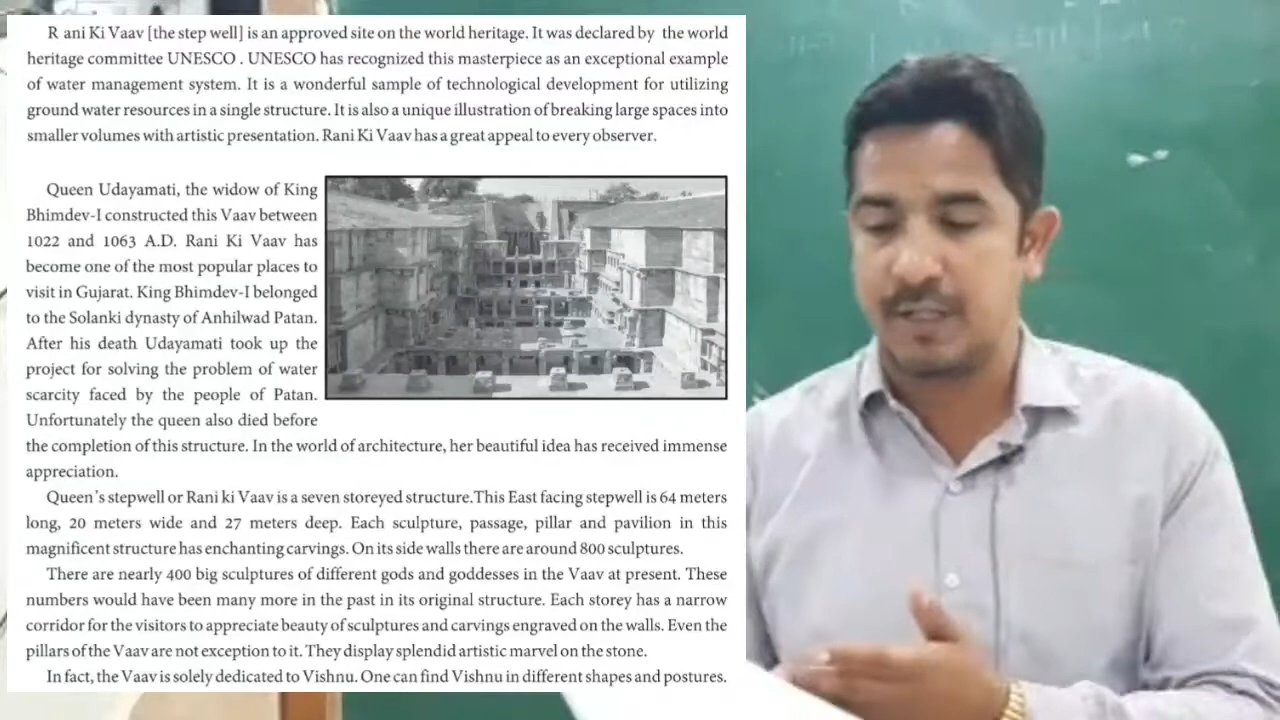 R ani Ki Vaav [the step well] is an approved site on the world heritage. It was declared by the world
heritage committee UNESCO . UNESCO has recognized this masterpiece as an exceptional example
of water management system. It is a wonderful sample of technological development for utilizing
ground water resources in a single structure. It is also a unique illustration of breaking large spaces into
smaller volumes with artistic presentation. Rani Ki Vaav has a great appeal to every observer.
Queen Udayamati, the widow of King
Bhimdev-I constructed this Vaav between
1022 and 1063 A.D. Rani Ki Vaav has
become one of the most popular places to
visit in Gujarat. King Bhimdev-I belonged
to the Solanki dynasty of Anhilwad Patan.
After his death Udayamati took up the
project for solving the problem of water
scarcity faced by the people of Patan.
Unfortunately the queen also died before
the completion of this structure. In the world of architecture, her beautiful idea has received immense
appreciation.
Queen's stepwell or Rani ki Vaav is a seven storeyed structure.This East facing stepwell is 64 meters
long, 20 meters wide and 27 meters deep. Each sculpture, passage, pillar and pavilion in this
magnificent structure has enchanting carvings. On its side walls there are around 800 sculptures.
There are nearly 400 big sculptures of different gods and goddesses in the Vaav at present. These
numbers would have been many more in the past in its original structure. Each storey has a narrow
corridor for the visitors to appreciate beauty of sculptures and carvings engraved on the walls. Even the
pillars of the Vaav are not exception to it. They display splendid artistic marvel on the stone.
In fact, the Vaav is solely dedicated to Vishnu. One can find Vishnu in different shapes and postures.